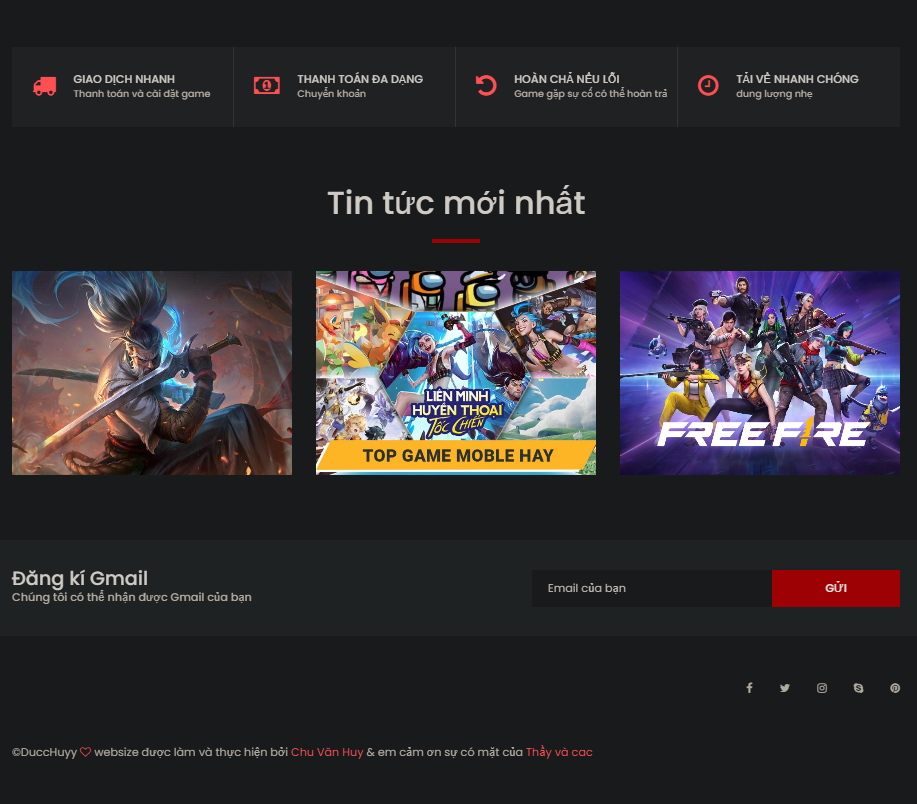 GIAO DỊCH NHANH
Thanh toán và cài đặt game
THANH TOÁN ĐA DẠNG
Chuyển khoản
HOÀN CHẢ NẾU LỖI
Game gặp sự cố có thể hoàn trả
TẢI VỀ NHANH CHÓNG
dung lượng nhẹ
Tin tức mới nhất
LIÊN MINH
HUYỀN THOẠI
TỐC CHIẾN
TOP GAME MOBLE HAY
FREE FIRE
Đăng kí Gmail
Chúng tôi có thể nhận được Gmail của bạn
Email của bạn
GỬI
©DuccHuyy ♡ websize được làm và thực hiện bởi Chu Văn Huy & em cảm ơn sự có mặt của Thầy và cac